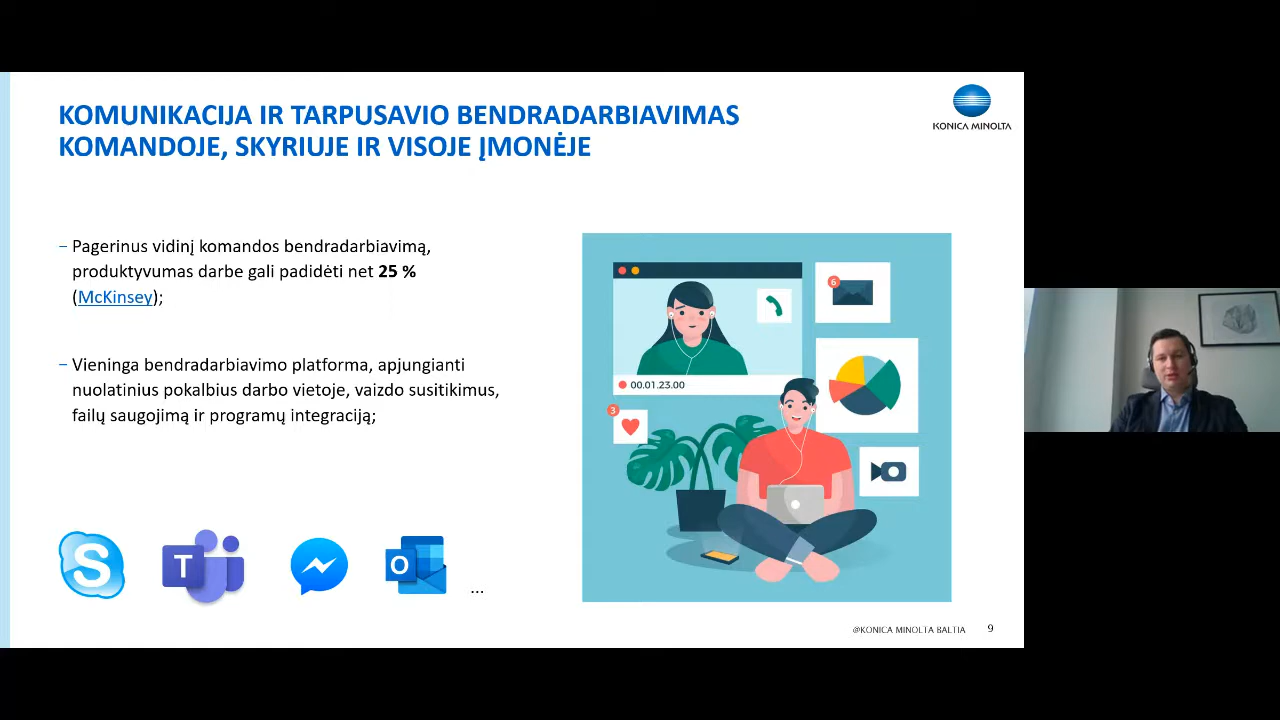 KOMUNIKACIJA IR TARPUSAVIO BENDRADARBIAVIMAS
KOMANDOJE, SKYRIUJE IR VISOJE ĮMONĖJE
KONICA MINOLTA
– Pagerinus vidinį komandos bendradarbiavimą,
produktyvumas darbe gali padidėti net 25 %
(McKinsey);
– Vieninga bendradarbiavimo platforma, apjungianti
nuolatinius pokalbius darbo vietoje, vaizdo susitikimus,
failų saugojimą ir programų integraciją;
6
00.01.23.00
3
S
T
O
...
@KONICA MINOLTA BALTIA
9